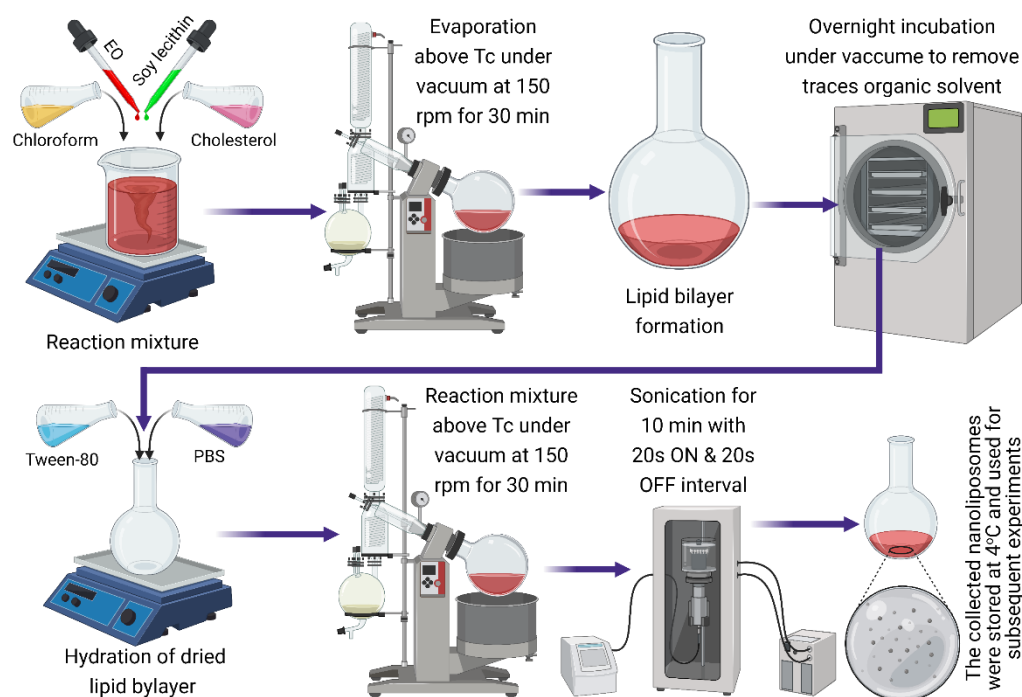 EO
Soy lecithin
Chloroform
Cholesterol
Reaction mixture
Evaporation
above Tc under
vacuum at 150
rpm for 30 min
Lipid bilayer
formation
Overnight incubation
under vaccume to remove
traces organic solvent
Tween-80
PBS
Hydration of dried
lipid bylayer
Reaction mixture
above Tc under
vacuum at 150
rpm for 30 min
Sonication for
10 min with
20s ON & 20s
OFF interval
The collected nanoliposomes
were stored at 4ºC and used for
subsequent experiments